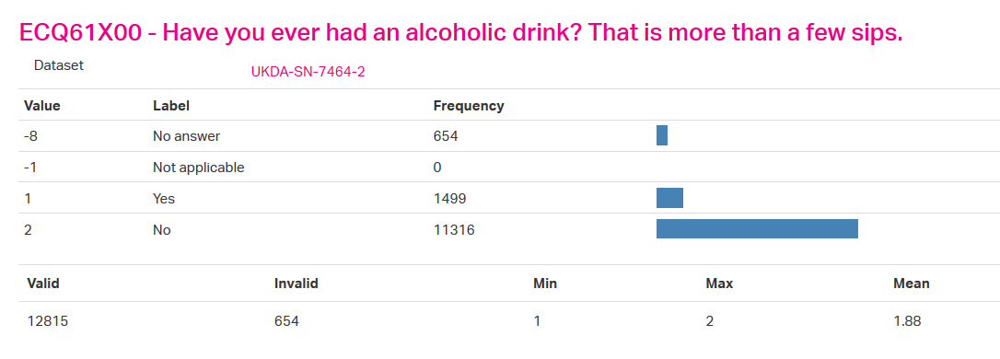 ECQ61X00 - Have you ever had an alcoholic drink? That is more than a few sips.
Dataset UKDA-SN-7464-2
Value Label Frequency
-8 No answer 654
-1 Not applicable 0
1 Yes 1499
2 No 11316
Valid Invalid Min Max Mean
12815 654 1 2 1.88